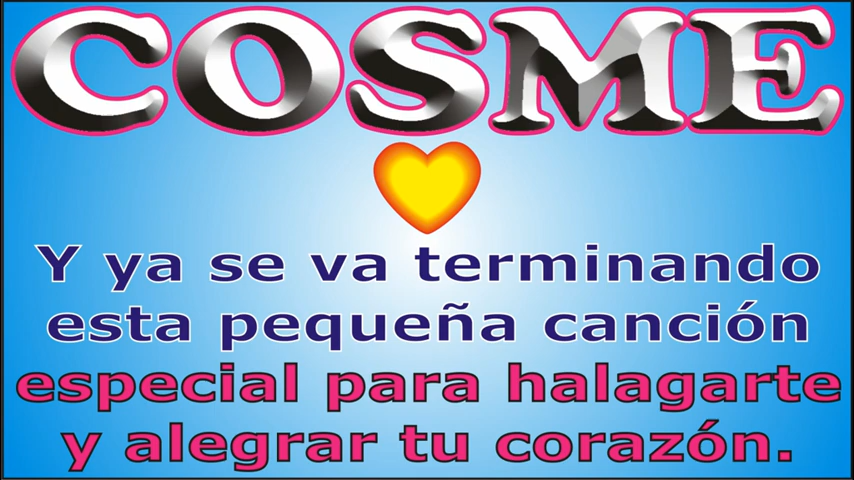 COSME
Y ya se va terminando
esta pequeña canción
especial para halagarte
y alegrar tu corazón.